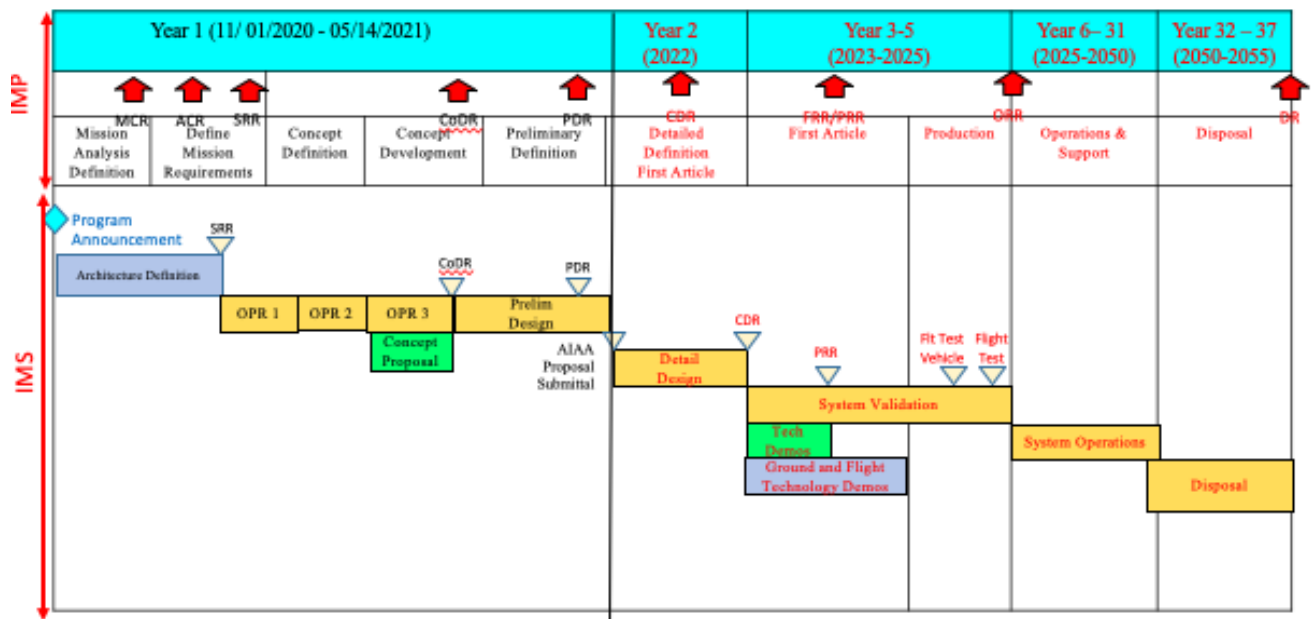 IMP
Year 1 (11/ 01/2020 - 05/14/2021)
Year 2
(2022)
Year 3-5
(2023-2025)
Year 6– 31
(2025-2050)
Year 32 – 37
(2050-2055)
MCR
ACR
SRR
CoDR
PDR
CDR
FRR/PRR
ORR
DR
Mission
Analysis
Definition
Define
Mission
Requirements
Concept
Definition
Concept
Development
Preliminary
Definition
Detailed
Definition
First Article
First Article
Production
Operations &
Support
Disposal
IMS
Program
Announcement
SRR
Architecture Definition
CoDR
PDR
OPR 1
OPR 2
OPR 3
Prelim
Design
Concept
Proposal
AIAA
Proposal
Submittal
CDR
Detail
Design
PRR
Flt Test
Vehicle
Flight
Test
System Validation
Tech
Demos
Ground and Flight
Technology Demos
System Operations
Disposal